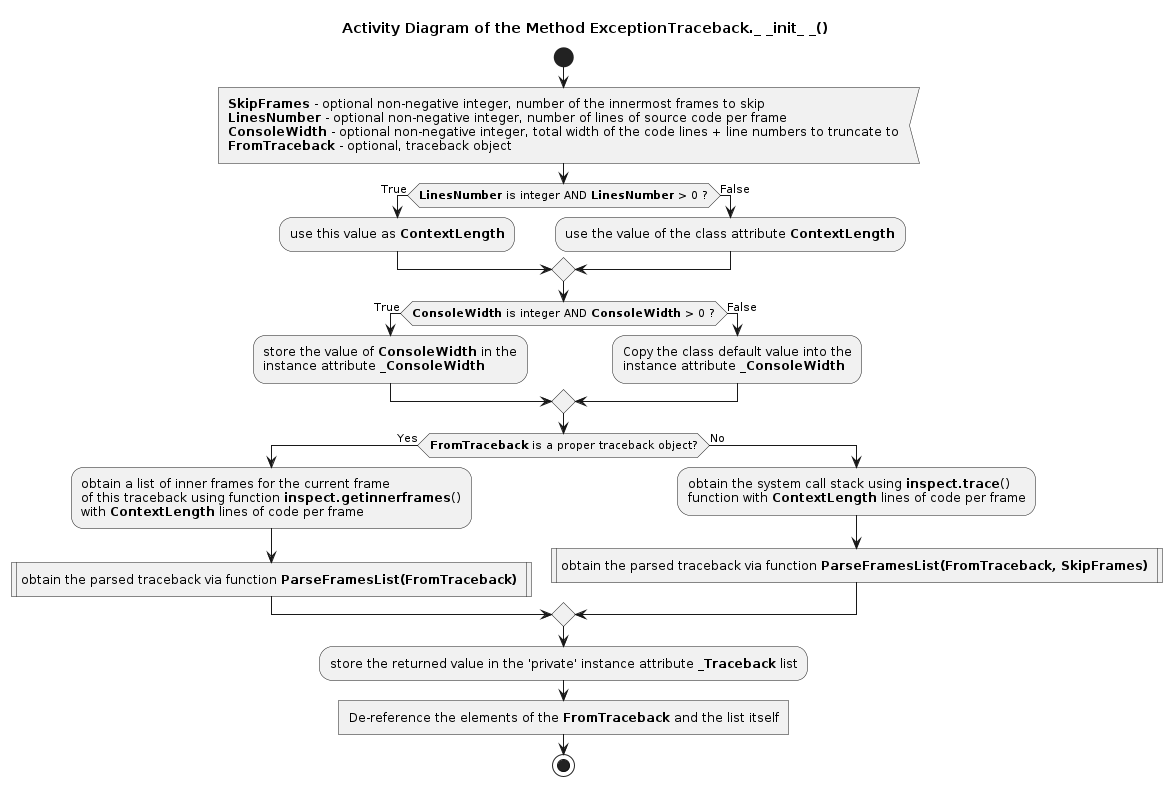 Activity Diagram of the Method ExceptionTraceback._ _init_ _()
SkipFrames - optional non-negative integer, number of the innermost frames to skip
LinesNumber - optional non-negative integer, number of lines of source code per frame
ConsoleWidth - optional non-negative integer, total width of the code lines + line numbers to truncate to
FromTraceback - optional, traceback object
True
LinesNumber is integer AND LinesNumber > 0 ?
False
use this value as ContextLength
use the value of the class attribute ContextLength
True
ConsoleWidth is integer AND ConsoleWidth > 0 ?
False
store the value of ConsoleWidth in the
instance attribute _ConsoleWidth
Copy the class default value into the
instance attribute _ConsoleWidth
Yes
FromTraceback is a proper traceback object?
No
obtain a list of inner frames for the current frame
of this traceback using function inspect.getinnerframes()
with ContextLength lines of code per frame
obtain the system call stack using inspect.trace()
function with ContextLength lines of code per frame
obtain the parsed traceback via function ParseFramesList(FromTraceback)
obtain the parsed traceback via function ParseFramesList(FromTraceback, SkipFrames)
store the returned value in the 'private' instance attribute _Traceback list
De-reference the elements of the FromTraceback and the list itself